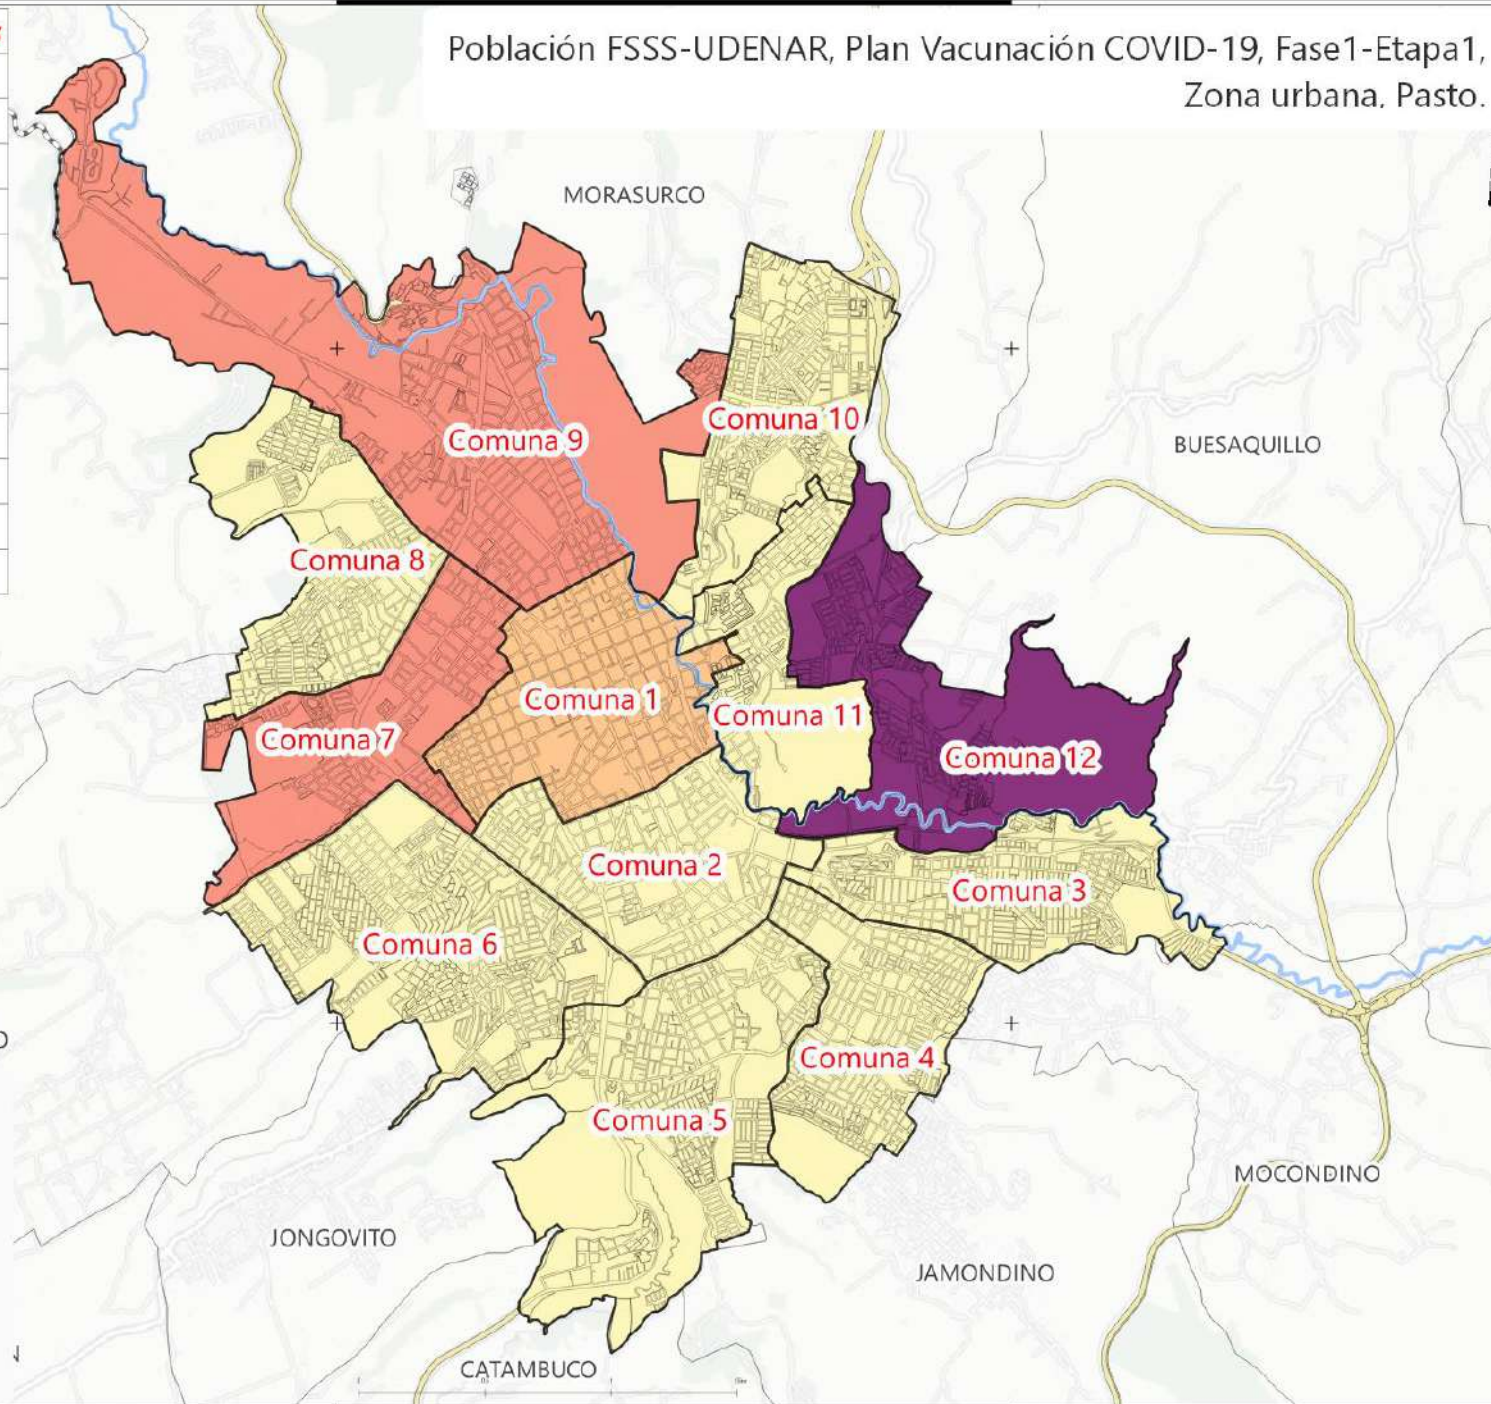 Población FSSS-UDENAR, Plan Vacunación COVID-19, Fase1-Etapa1,
Zona urbana, Pasto.
MORASURCO
Comuna 10
Comuna 9
BUESAQUILLO
Comuna 8
Comuna 1
Comuna 11
Comuna 7
Comuna 12
Comuna 2
Comuna 3
Comuna 6
Comuna 4
Comuna 5
MOCONDINO
JONGOVITO
JAMONDINO
CATAMBUCO